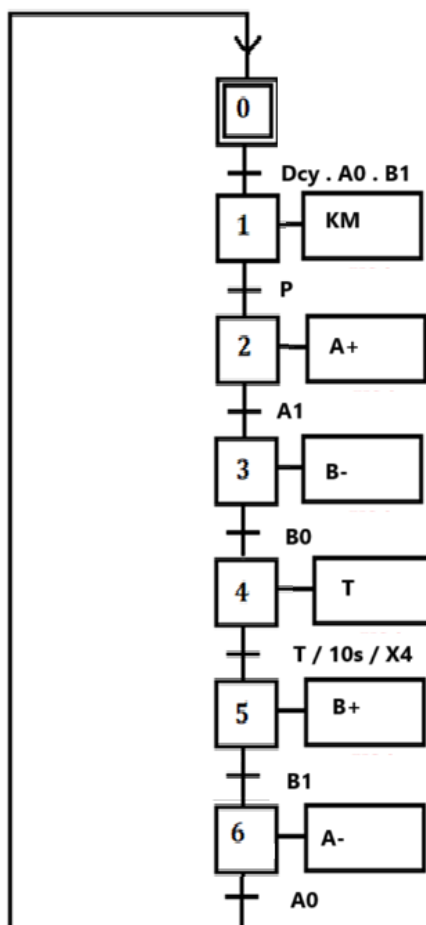 0
Dcy . A0 . B1
1 KM
P
2 A+
A1
3 B-
B0
4 T
T / 10s / X4
5 B+
B1
6 A-
A0